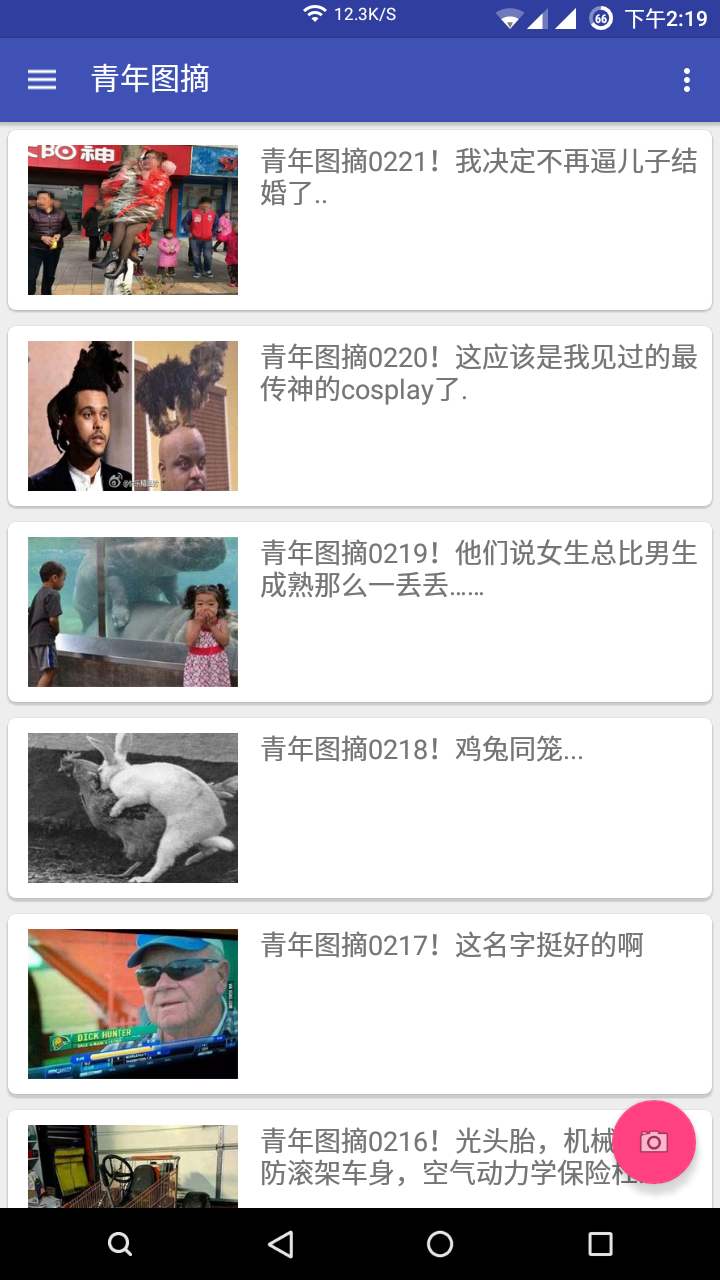 12.3K/S
66
下午2:19
青年图摘
太阳神
青年图摘0221！我决定不再逼儿子结
婚了..
青年图摘0220！这应该是我见过的最
传神的cosplay了.
青年图摘0219！他们说女生总比男生
成熟那么一丢丢……
青年图摘0218！鸡兔同笼...
青年图摘0217！这名字挺好的啊
DICK HUNTER
青年图摘0216！光头胎，机械
防滚架车身，空气动力学保险杠